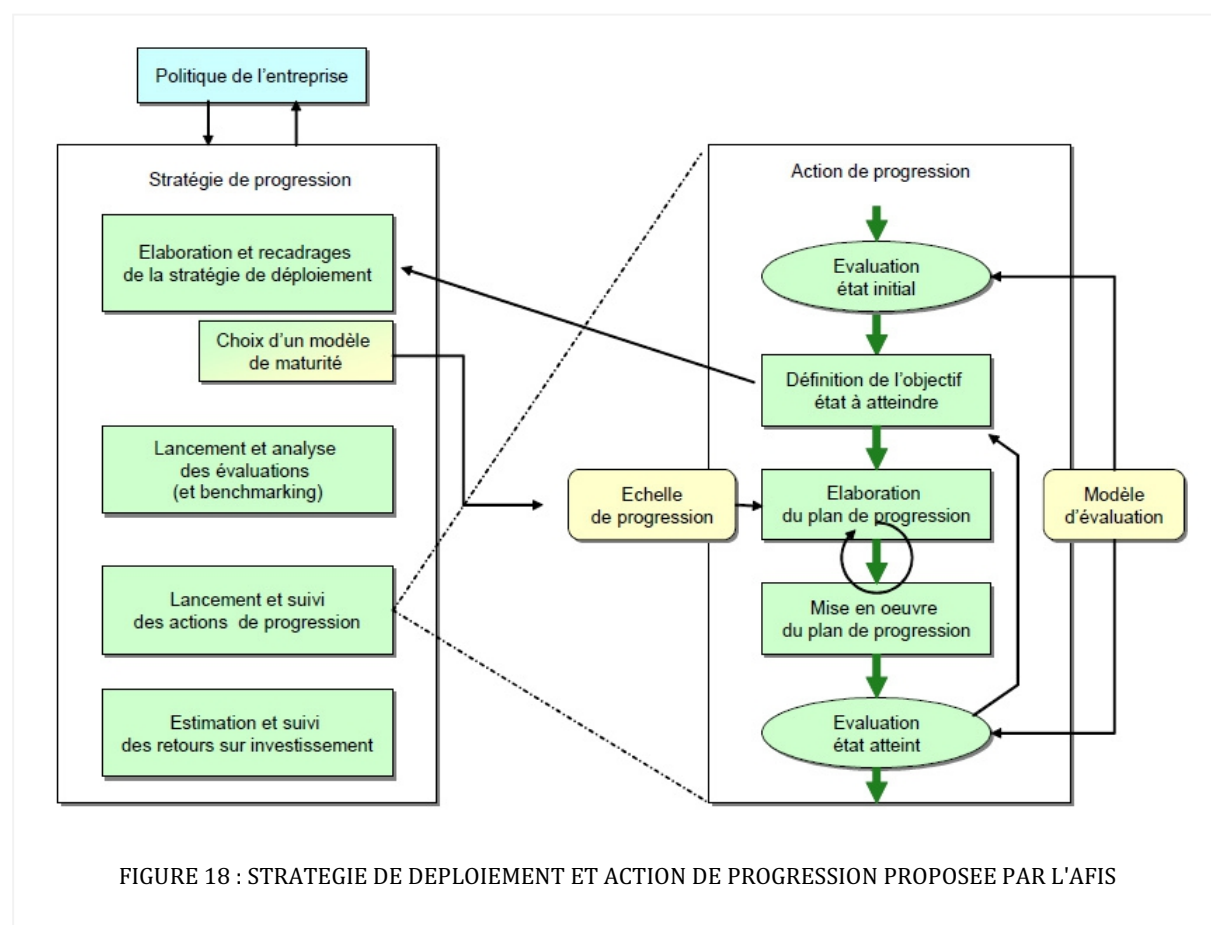 Politique de l'entreprise
Stratégie de progression
Elaboration et recadrages
de la stratégie de déploiement
Choix d'un modèle
de maturité
Lancement et analyse
des évaluations
(et benchmarking)
Lancement et suivi
des actions de progression
Estimation et suivi
des retours sur investissement
Action de progression
Evaluation
état initial
Définition de l'objectif
état à atteindre
Echelle
de progression
Elaboration
du plan de progression
Modèle
d'évaluation
Mise en oeuvre
du plan de progression
Evaluation
état atteint
FIGURE 18 : STRATEGIE DE DEPLOIEMENT ET ACTION DE PROGRESSION PROPOSEE PAR L'AFIS